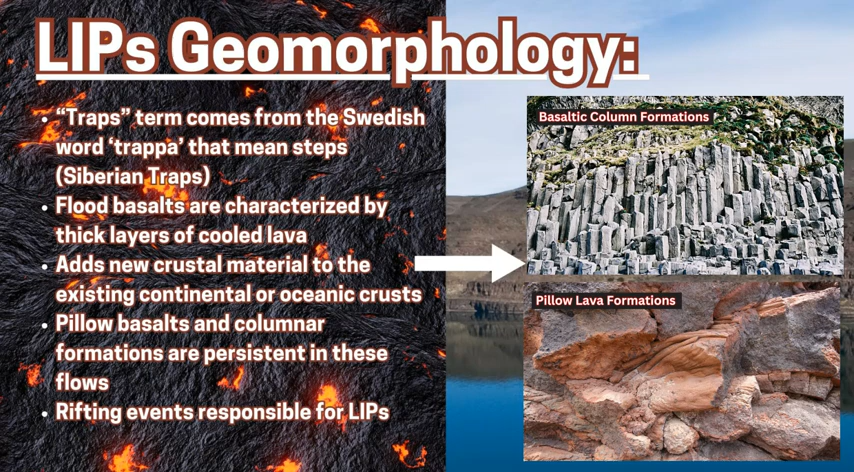 LIPs Geomorphology:
• “Traps” term comes from the Swedish
word ‘trappa’ that mean steps
(Siberian Traps)
• Flood basalts are characterized by
thick layers of cooled lava
• Adds new crustal material to the
existing continental or oceanic crusts
• Pillow basalts and columnar
formations are persistent in these
flows
• Rifting events responsible for LIPs
Basaltic Column Formations
Pillow Lava Formations